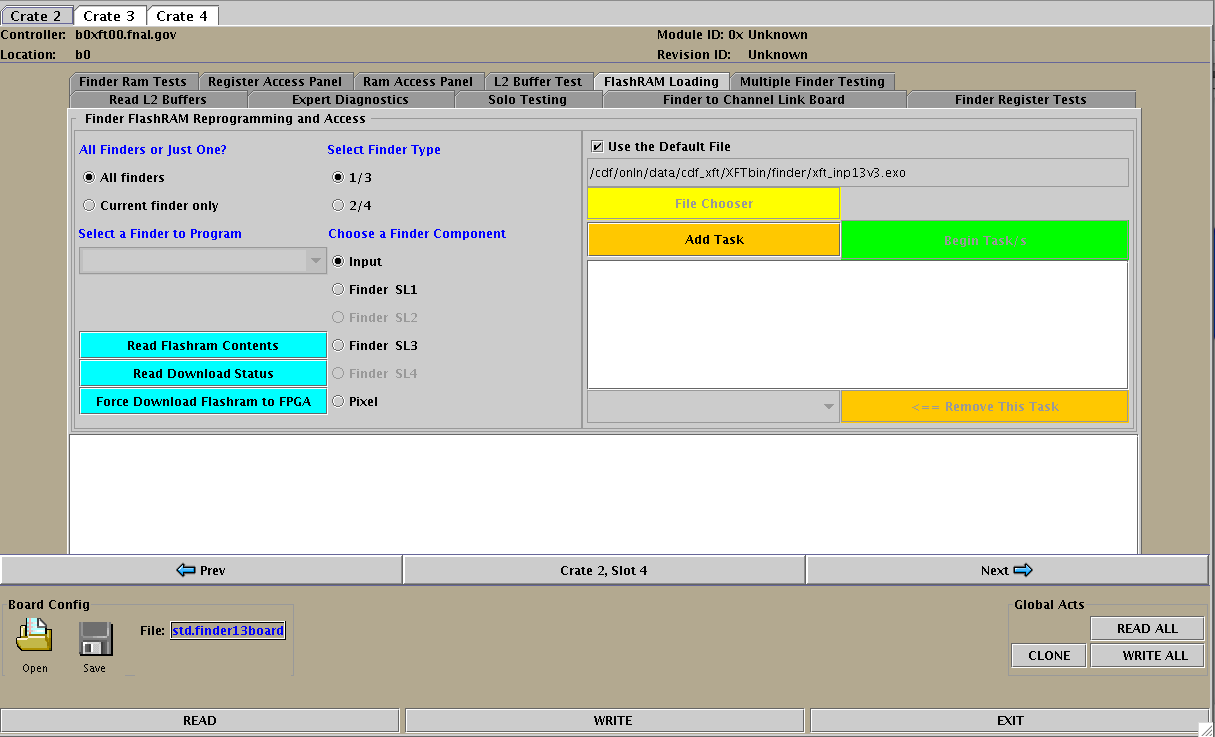 Crate 2 Crate 3 Crate 4
Controller: b0xft00.fnal.gov Module ID: 0x Unknown
Location: b0 Revision ID: Unknown
Finder Ram Tests Register Access Panel Ram Access Panel L2 Buffer Test FlashRAM Loading Multiple Finder Testing
Read L2 Buffers Expert Diagnostics Solo Testing Finder to Channel Link Board Finder Register Tests
Finder FlashRAM Reprogramming and Access
All Finders or Just One? Select Finder Type Use the Default File
All finders 1/3 /cdf/onln/data/cdf_xft/XFTbin/finder/xft_inp13v3.exo
Current finder only 2/4 File Chooser
Select a Finder to Program Choose a Finder Component Add Task Begin Tasks
Input
Finder SL1
Finder SL2
Read Flashram Contents Finder SL3
Read Download Status Finder SL4
Force Download Flashram to FPGA Pixel <== Remove This Task
Prev Crate 2, Slot 4 Next
Board Config Global Acts
File: std.finder13board READ ALL
Open Save CLONE WRITE ALL
READ WRITE EXIT